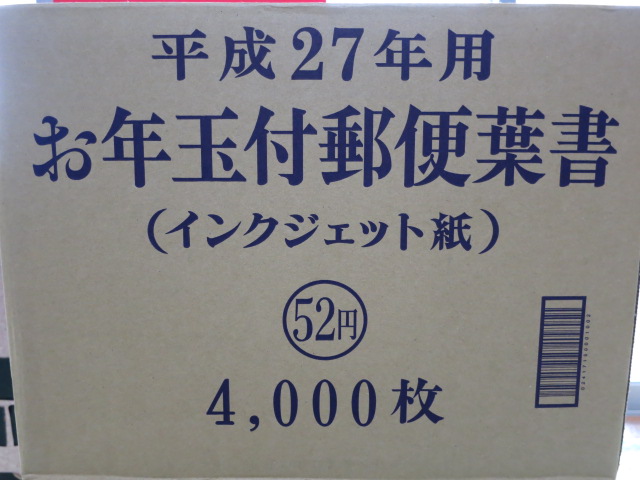 平成27年用
お年玉付郵便葉書
(インクジェット紙)
52円
4,000枚